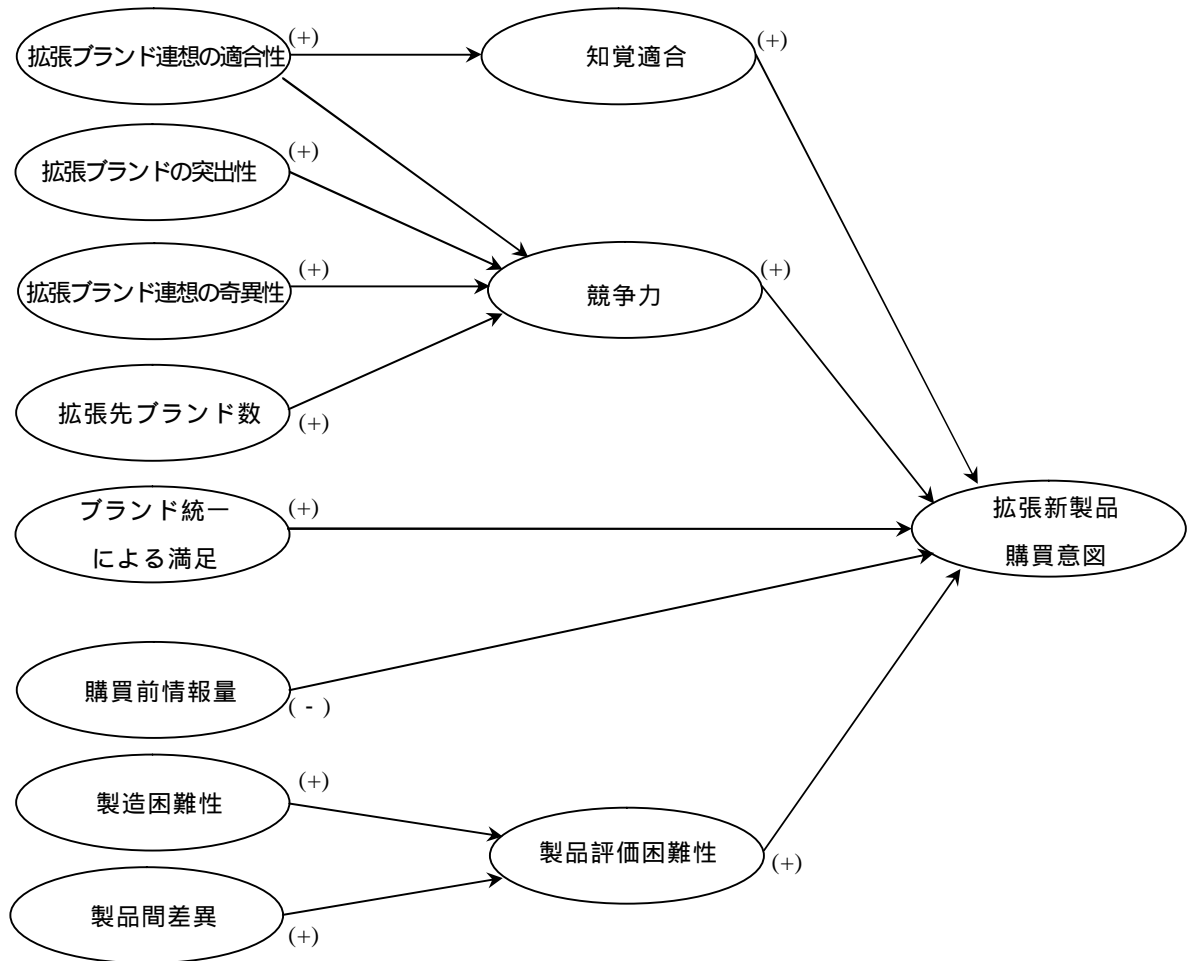 拡張ブランド連想の適合性
(+)
知覚適合
(+)
拡張ブランドの突出性
(+)
拡張ブランド連想の奇異性
(+)
競争力
(+)
拡張先ブランド数
(+)
ブランド統一
による満足
(+)
拡張新製品
購買意図
購買前情報量
( - )
製造困難性
(+)
製品評価困難性
(+)
製品間差異
(+)